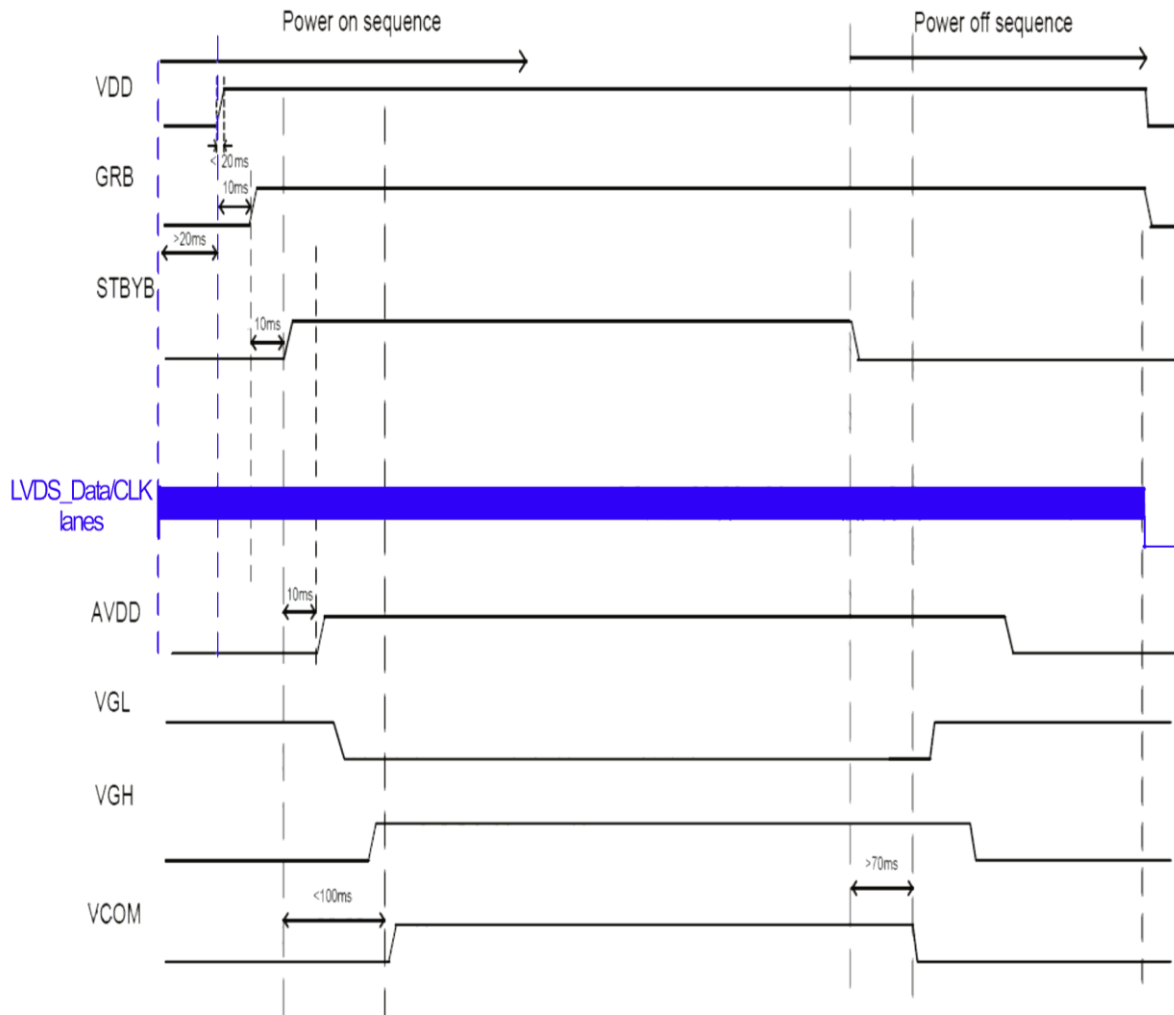 Power on sequence
Power off sequence
VDD
< 20ms
GRB
10ms
>20ms
STBYB
10ms
LVDS_Data/CLK
lanes
10ms
AVDD
VGL
VGH
>70ms
<100ms
VCOM